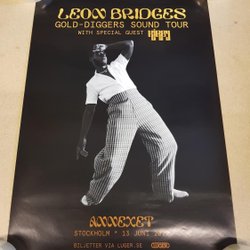 LEON BRIDGES
GOLD-DIGGERS SOUND TOUR
WITH SPECIAL GUEST
ANNEXET
STOCKHOLM * 13 JUNI
BILJETTER VIA LUGER.SE